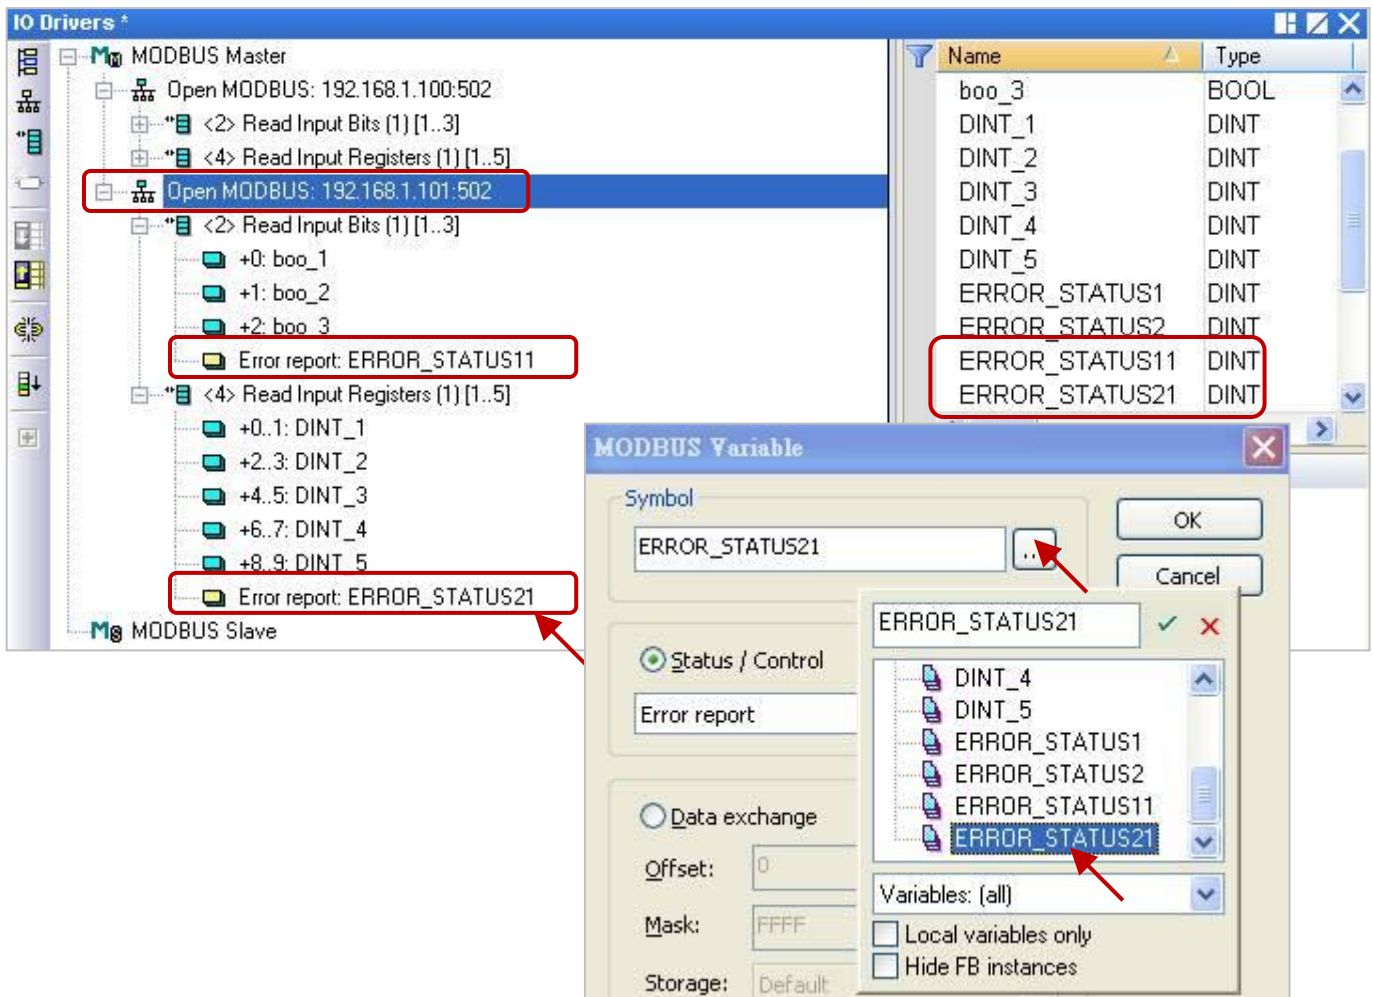 IO Drivers *
MODBUS Master
Open MODBUS: 192.168.1.100:502
<2> Read Input Bits (1) [1..3]
<4> Read Input Registers (1) [1..5]
Open MODBUS: 192.168.1.101:502
<2> Read Input Bits (1) [1..3]
+0: boo_1
+1: boo_2
+2: boo_3
Error report: ERROR_STATUS11
<4> Read Input Registers (1) [1..5]
+0..1: DINT_1
+2..3: DINT_2
+4..5: DINT_3
+6..7: DINT_4
+8..9: DINT_5
Error report: ERROR_STATUS21
MODBUS Slave
Name Type
boo_3 BOOL
DINT_1 DINT
DINT_2 DINT
DINT_3 DINT
DINT_4 DINT
DINT_5 DINT
ERROR_STATUS1 DINT
ERROR_STATUS2 DINT
ERROR_STATUS11 DINT
ERROR_STATUS21 DINT
MODBUS Variable
Symbol
ERROR_STATUS21
...
OK
Cancel
Status / Control
Error report
Data exchange
Offset: 0
Mask: FFFF
Storage: Default
ERROR_STATUS21
DINT_4
DINT_5
ERROR_STATUS1
ERROR_STATUS2
ERROR_STATUS11
ERROR_STATUS21
Variables: (all)
Local variables only
Hide FB instances